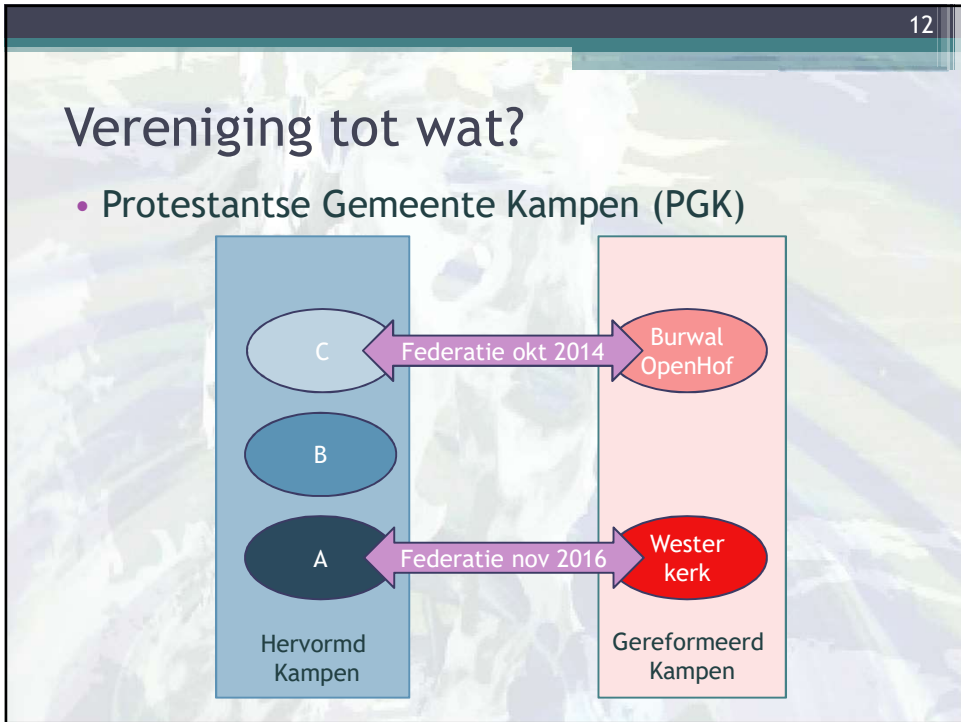 12
Vereniging tot wat?
• Protestantse Gemeente Kampen (PGK)
C
Federatie okt 2014
Burwal
OpenHof
B
A
Federatie nov 2016
Wester
kerk
Hervormd
Kampen
Gereformeerd
Kampen